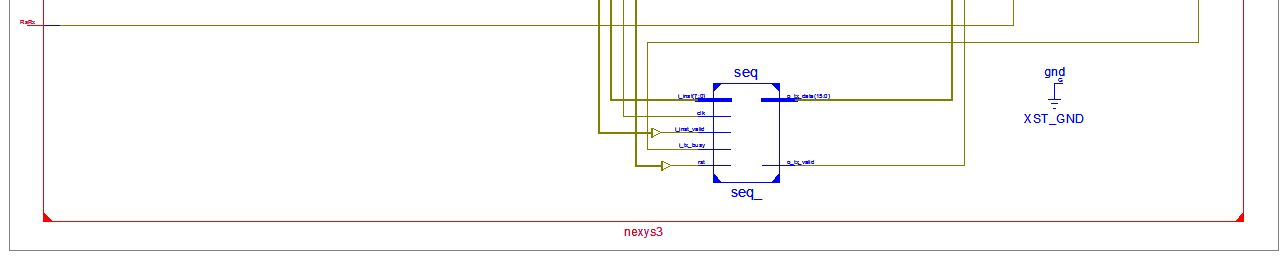 RsRx
seq
i_inst(7:0)
o_tx_data(15:0)
clk
i_inst_valid
i_tx_busy
rst
o_tx_valid
seq_
gnd
G
XST_GND
nexys3